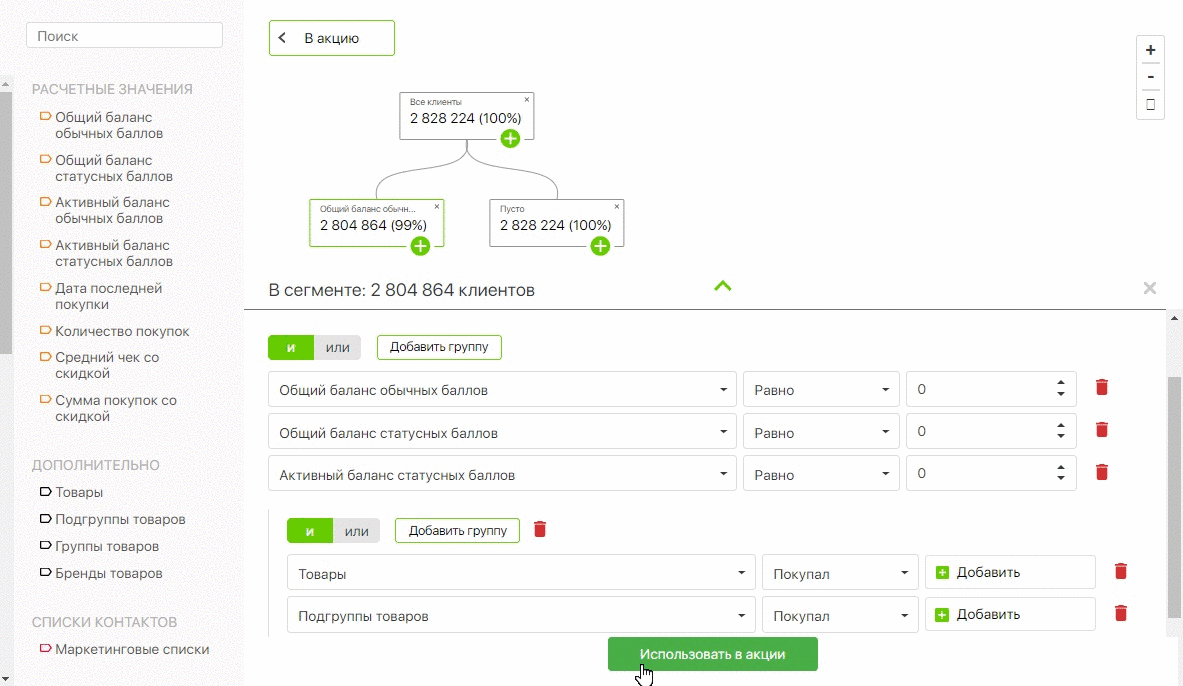 Поиск
РАСЧЕТНЫЕ ЗНАЧЕНИЯ
Общий баланс
обычных баллов
Общий баланс
статусных баллов
Активный баланс
обычных баллов
Активный баланс
статусных баллов
Дата последней
покупки
Количество покупок
Средний чек со
скидкой
Сумма покупок со
скидкой
ДОПОЛНИТЕЛЬНО
Товары
Подгруппы товаров
Группы товаров
Бренды товаров
СПИСКИ КОНТАКТОВ
Маркетинговые списки
В акцию
+
-
Все клиенты
2 828 224 (100%)
Общий баланс обычн...
2 804 864 (99%)
Пусто
2 828 224 (100%)
В сегменте: 2 804 864 клиентов
и или Добавить группу
Общий баланс обычных баллов Равно 0
Общий баланс статусных баллов Равно 0
Активный баланс статусных баллов Равно 0
и или Добавить группу
Товары Покупал Добавить
Подгруппы товаров Покупал Добавить
Использовать в акции